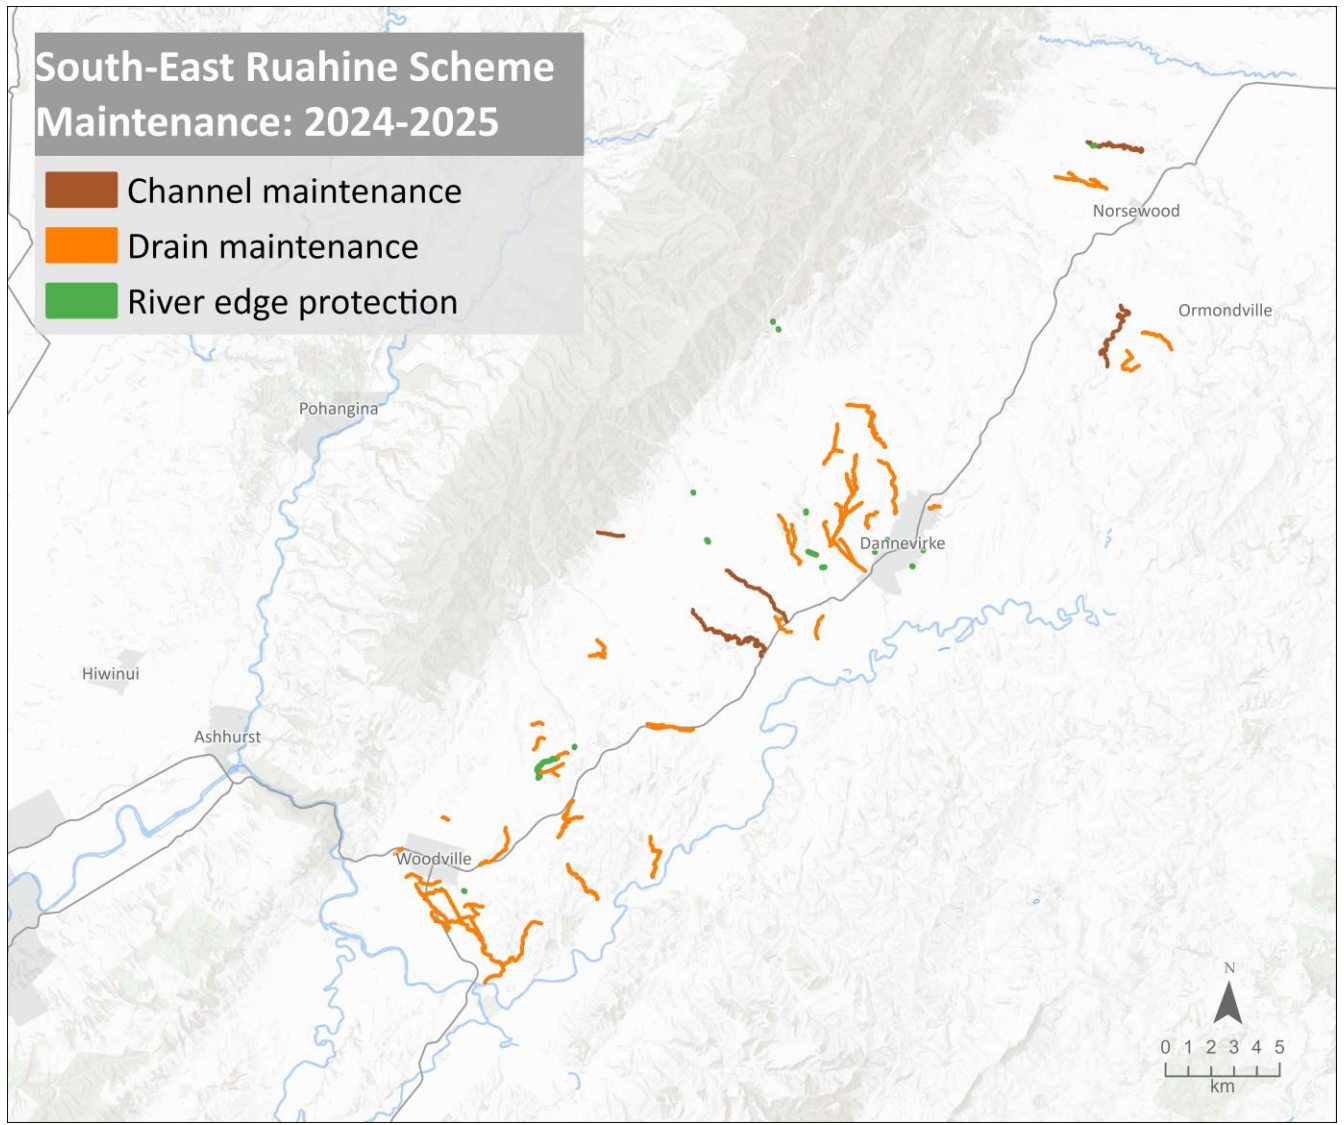 South-East Ruahine Scheme
Maintenance: 2024-2025
Channel maintenance
Drain maintenance
River edge protection
Norsewood
Ormondville
Pohangina
Dannevirke
Hiwinui
Ashhurst
Woodville
N
0 1 2 3 4 5
km